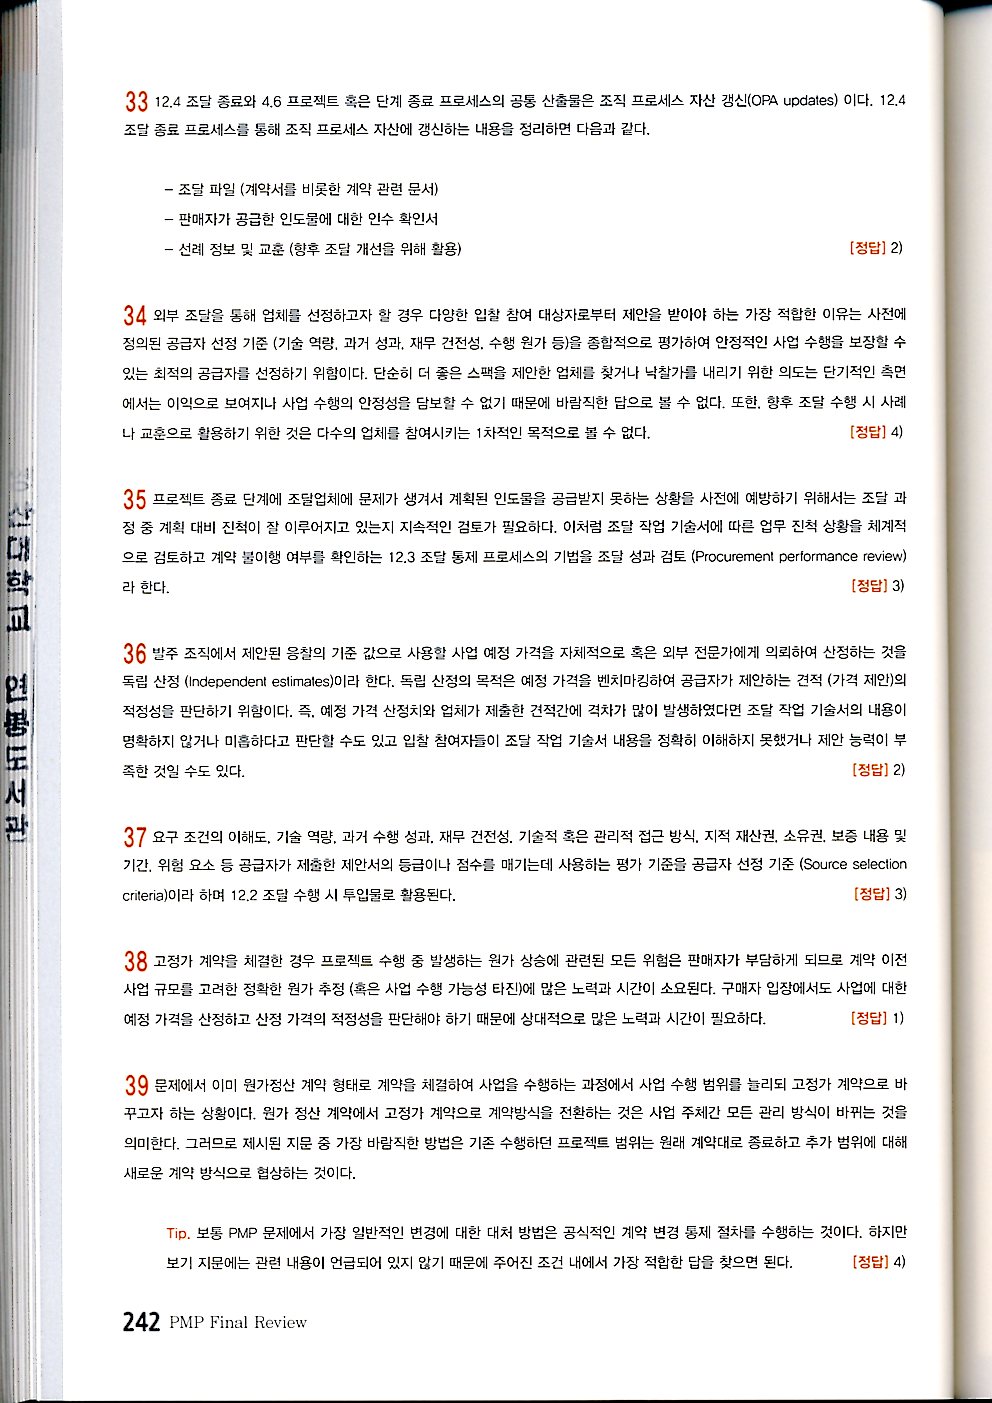 33 12.4 조달 종료와 4.6 프로젝트 혹은 단계 종료 프로세스의 공통 산출물은 조직 프로세스 자산 갱신(OPA updates) 이다. 12.4
조달 종료 프로세스를 통해 조직 프로세스 자산에 갱신하는 내용을 정리하면 다음과 같다.
– 조달 파일 (계약서를 비롯한 계약 관련 문서)
– 판매자가 공급한 인도물에 대한 인수 확인서
– 선례 정보 및 교훈 (향후 조달 개선을 위해 활용) [정답] 2)
34 외부 조달을 통해 업체를 선정하고자 할 경우 다양한 입찰 참여 대상자로부터 제안을 받아야 하는 가장 적합한 이유는 사전에
정의된 공급자 선정 기준 (기술 역량, 과거 성과, 재무 건전성, 수행 원가 등)을 종합적으로 평가하여 안정적인 사업 수행을 보장할 수
있는 최적의 공급자를 선정하기 위함이다. 단순히 더 좋은 스팩을 제안한 업체를 찾거나 낙찰가를 내리기 위한 의도는 단기적인 측면
에서는 이익으로 보여지나 사업 수행의 안정성을 담보할 수 없기 때문에 바람직한 답으로 볼 수 없다. 또한, 향후 조달 수행 시 사례
나 교훈으로 활용하기 위한 것은 다수의 업체를 참여시키는 1차적인 목적으로 볼 수 없다. [정답] 4)
35 프로젝트 종료 단계에 조달업체에 문제가 생겨서 계획된 인도물을 공급받지 못하는 상황을 사전에 예방하기 위해서는 조달 과
정 중 계획 대비 진척이 잘 이루어지고 있는지 지속적인 검토가 필요하다. 이처럼 조달 작업 기술서에 따른 업무 진척 상황을 체계적
으로 검토하고 계약 불이행 여부를 확인하는 12.3 조달 통제 프로세스의 기법을 조달 성과 검토 (Procurement performance review)
라 한다. [정답] 3)
36 발주 조직에서 제안된 응찰의 기준 값으로 사용할 사업 예정 가격을 자체적으로 혹은 외부 전문가에게 의뢰하여 산정하는 것을
독립 산정 (Independent estimates)이라 한다. 독립 산정의 목적은 예정 가격을 벤치마킹하여 공급자가 제안하는 견적 (가격 제안)의
적정성을 판단하기 위함이다. 즉, 예정 가격 산정치와 업체가 제출한 견적간에 격차가 많이 발생하였다면 조달 작업 기술서의 내용이
명확하지 않거나 미흡하다고 판단할 수도 있고 입찰 참여자들이 조달 작업 기술서 내용을 정확히 이해하지 못했거나 제안 능력이 부
족한 것일 수도 있다. [정답] 2)
37 요구 조건의 이해도, 기술 역량, 과거 수행 성과, 재무 건전성, 기술적 혹은 관리적 접근 방식, 지적 재산권, 소유권, 보증 내용 및
기간, 위험 요소 등 공급자가 제출한 제안서의 등급이나 점수를 매기는데 사용하는 평가 기준을 공급자 선정 기준 (Source selection
criteria)이라 하며 12.2 조달 수행 시 투입물로 활용된다. [정답] 3)
38 고정가 계약을 체결한 경우 프로젝트 수행 중 발생하는 원가 상승에 관련된 모든 위험은 판매자가 부담하게 되므로 계약 이전
사업 규모를 고려한 정확한 원가 추정 (혹은 사업 수행 가능성 타진)에 많은 노력과 시간이 소요된다. 구매자 입장에서도 사업에 대한
예정 가격을 산정하고 산정 가격의 적정성을 판단해야 하기 때문에 상대적으로 많은 노력과 시간이 필요하다. [정답] 1)
39 문제에서 이미 원가정산 계약 형태로 계약을 체결하여 사업을 수행하는 과정에서 사업 수행 범위를 늘리되 고정가 계약으로 바
꾸고자 하는 상황이다. 원가 정산 계약에서 고정가 계약으로 계약방식을 전환하는 것은 사업 주체간 모든 관리 방식이 바뀌는 것을
의미한다. 그러므로 제시된 지문 중 가장 바람직한 방법은 기존 수행하던 프로젝트 범위는 원래 계약대로 종료하고 추가 범위에 대해
새로운 계약 방식으로 협상하는 것이다.
Tip. 보통 PMP 문제에서 가장 일반적인 변경에 대한 대처 방법은 공식적인 계약 변경 통제 절차를 수행하는 것이다. 하지만
보기 지문에는 관련 내용이 언급되어 있지 않기 때문에 주어진 조건 내에서 가장 적합한 답을 찾으면 된다. [정답] 4)
242 PMP Final Review
대학교
도서관